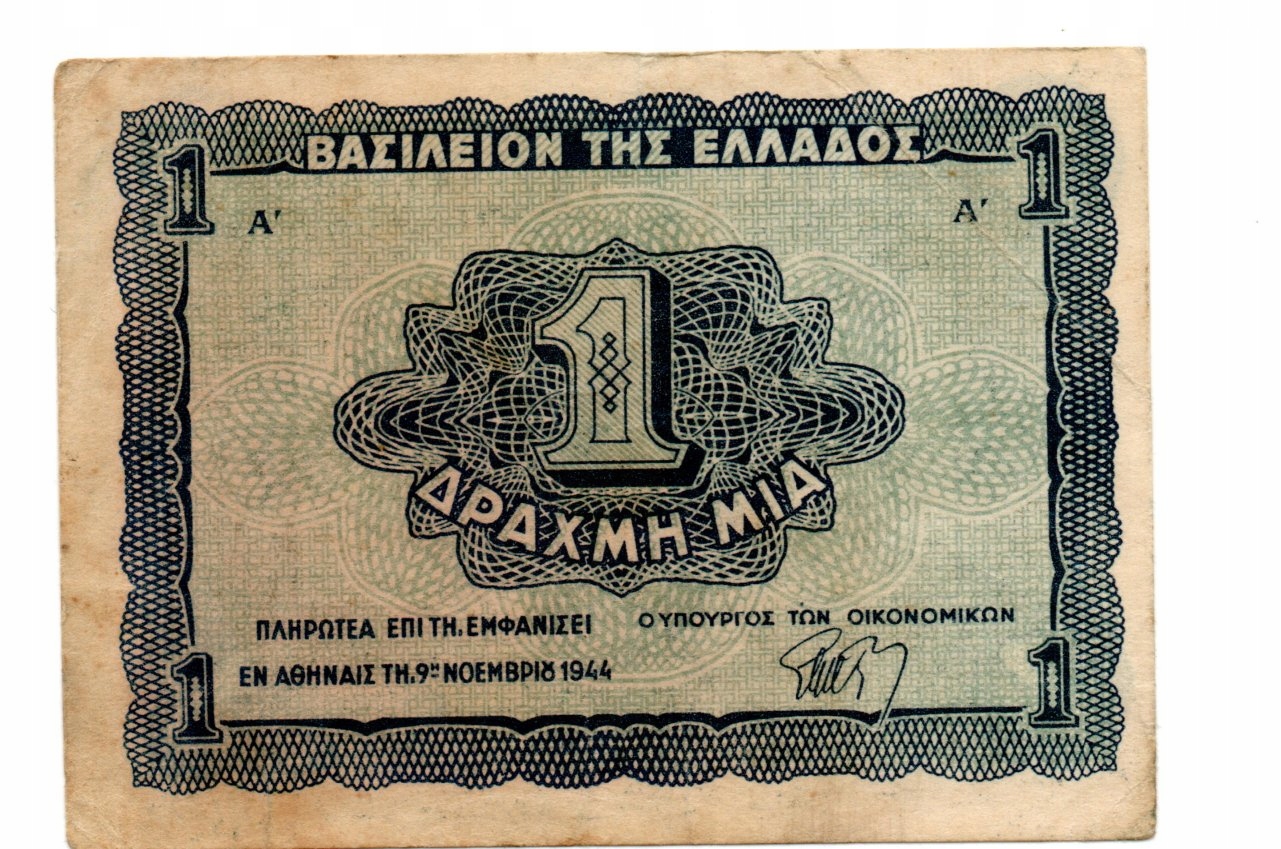 ΒΑΣΙΛΕΙΟΝ ΤΗΣ ΕΛΛΑΔΟΣ
1 1
Α΄ Α΄
1
ΔΡΑΧΜΗ ΜΙΑ
ΠΛΗΡΩΤΕΑ ΕΠΙ ΤΗ. ΕΜΦΑΝΙΣΕΙ
Ο ΥΠΟΥΡΓΟΣ ΤΩΝ ΟΙΚΟΝΟΜΙΚΩΝ
ΕΝ ΑΘΗΝΑΙΣ ΤΗ. 9ῃ ΝΟΕΜΒΡΙȣ 1944
1 1